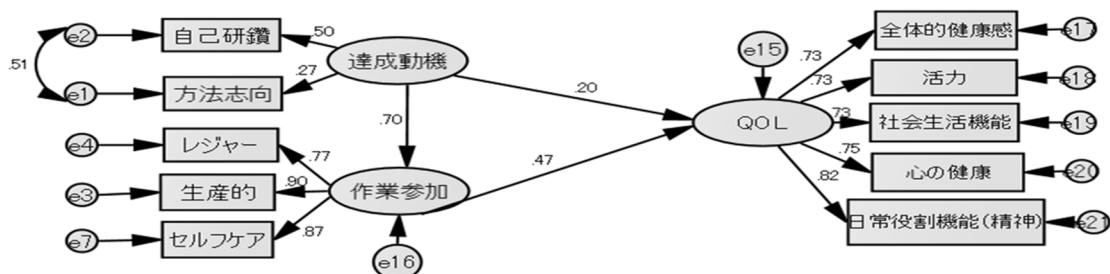 e2
自己研鑽
.50
達成動機
.51
.27
e1
方法志向
.70
e4
レジャー
.77
e3
生産的
.90
作業参加
e7
セルフケア
.87
e16
.20
.47
e15
QOL
.73
全体的健康感
e17
.73
活力
e18
.73
社会生活機能
e19
.75
心の健康
e20
.82
日常役割機能(精神)
e21